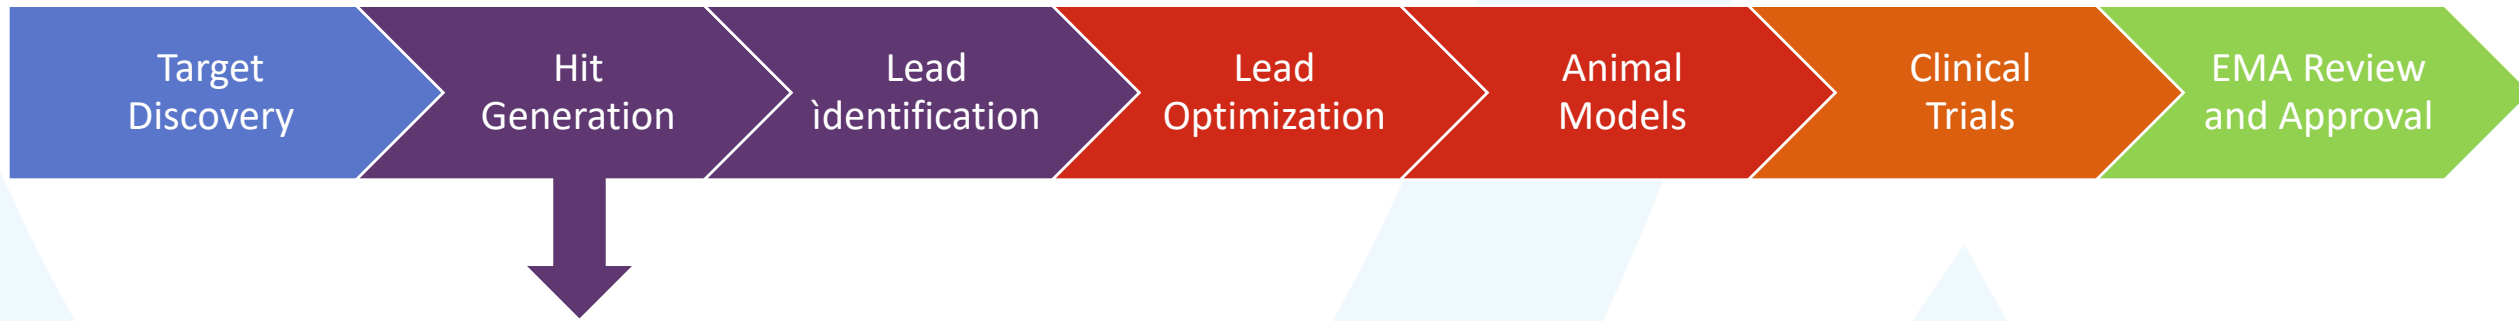 Target
Discovery
Hit
Generation
Lead
ìdentification
Lead
Optimization
Animal
Models
Clinical
Trials
EMA Review
and Approval